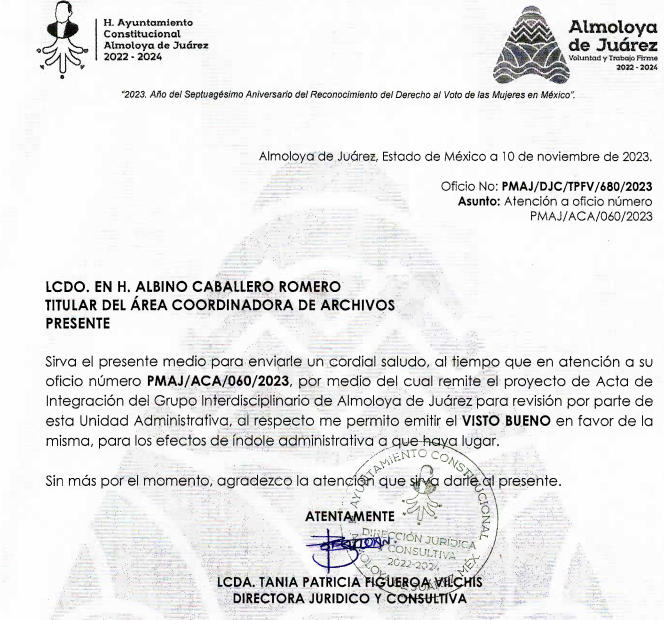 H. Ayuntamiento
Constitucional
Almoloya de Juárez
2022 - 2024
Almoloya
de Juárez
Voluntad y Trabajo Firme
2022 - 2024
"2023. Año del Septuagésimo Aniversario del Reconocimiento del Derecho al Voto de las Mujeres en México".
Almoloya de Juárez, Estado de México a 10 de noviembre de 2023.
Oficio No: PMAJ/DJC/TPFV/680/2023
Asunto: Atención a oficio número
PMAJ/ACA/060/2023
LCDO. EN H. ALBINO CABALLERO ROMERO
TITULAR DEL ÁREA COORDINADORA DE ARCHIVOS
PRESENTE
Sirva el presente medio para enviarle un cordial saludo, al tiempo que en atención a su
oficio número PMAJ/ACA/060/2023, por medio del cual remite el proyecto de Acta de
Integración del Grupo Interdisciplinario de Almoloya de Juárez para revisión por parte de
esta Unidad Administrativa, al respecto me permito emitir el VISTO BUENO en favor de la
misma, para los efectos de índole administrativa a que haya lugar.
Sin más por el momento, agradezco la atención que sirva darle al presente.
ATENTAMENTE
AYUNTAMIENTO CONSTITUCIONAL
DIRECCIÓN JURÍDICA
CONSULTIVA
2022-2024
LCDA. TANIA PATRICIA FIGUEROA VILCHIS
DIRECTORA JURIDICO Y CONSULTIVA